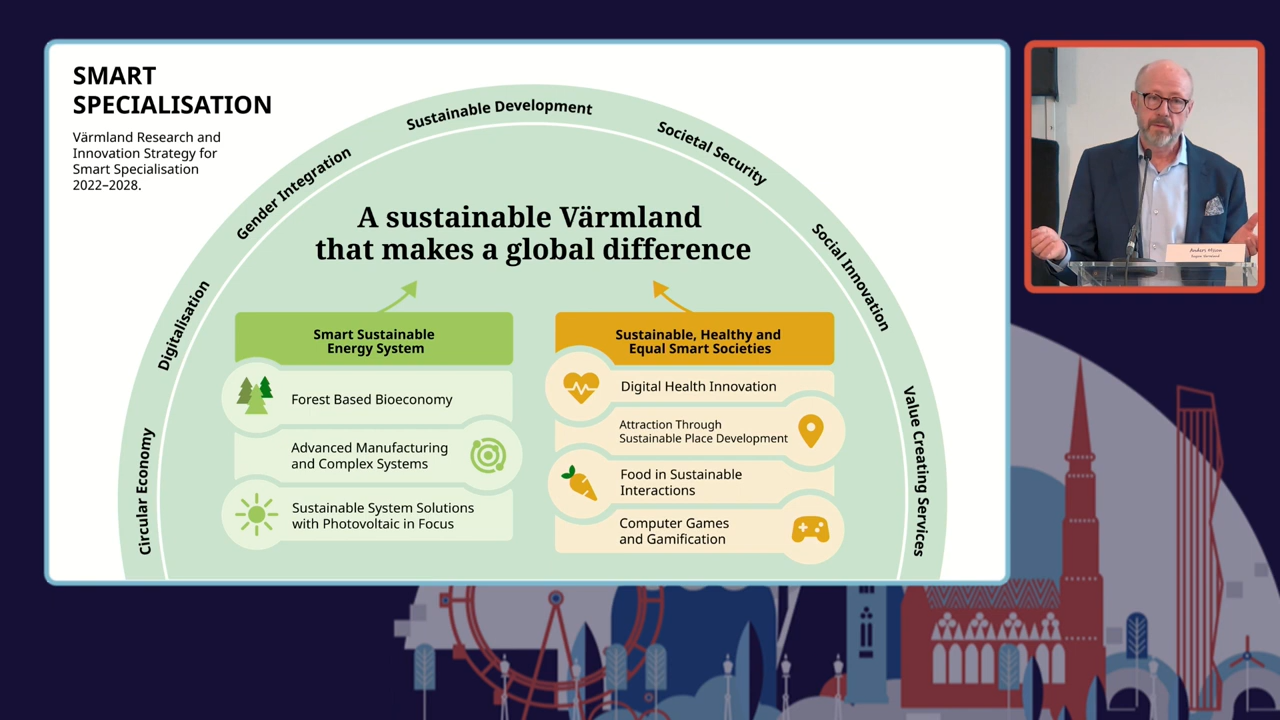 SMART
SPECIALISATION
Värmland Research and
Innovation Strategy for
Smart Specialisation
2022–2028.
Circular Economy
Digitalisation
Gender Integration
Sustainable Development
Societal Security
Social Innovation
Value Creating Services
A sustainable Värmland
that makes a global difference
Smart Sustainable
Energy System
Forest Based Bioeconomy
Advanced Manufacturing
and Complex Systems
Sustainable System Solutions
with Photovoltaic in Focus
Sustainable, Healthy and
Equal Smart Societies
Digital Health Innovation
Attraction Through
Sustainable Place Development
Food in Sustainable
Interactions
Computer Games
and Gamification
Anders